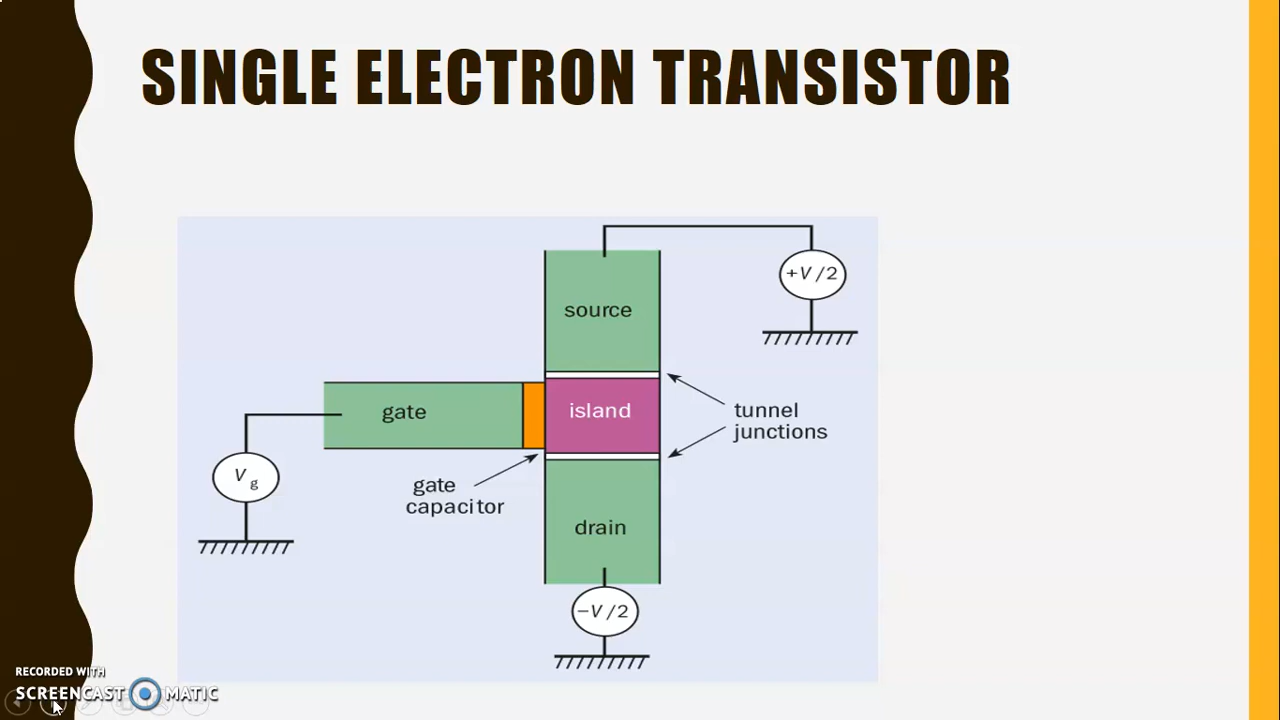 SINGLE ELECTRON TRANSISTOR
+V/2
source
gate
island
tunnel
junctions
V g
gate
capacitor
drain
−V/2
RECORDED WITH
SCREENCAST MATIC